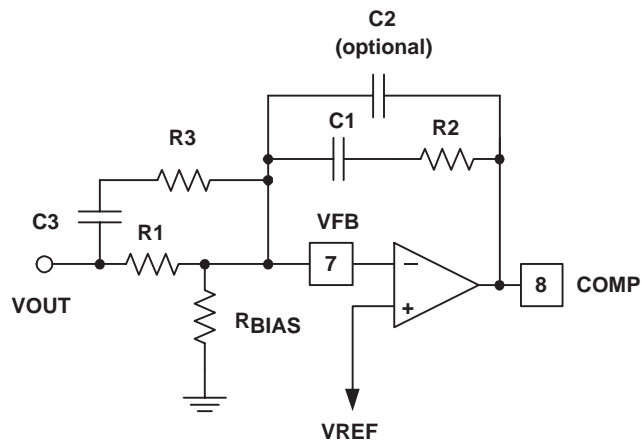 C2
(optional)
C1
R2
R3
C3
R1
VFB
7
−
+
8
COMP
VOUT
RBIAS
VREF